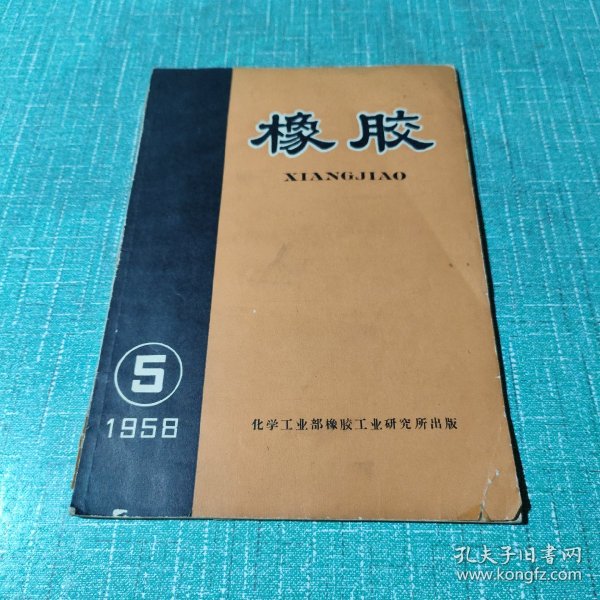 橡胶
XIANGJIAO
5
1958
化学工业部橡胶工业研究所出版
孔夫子旧书网
www.kongfz.com